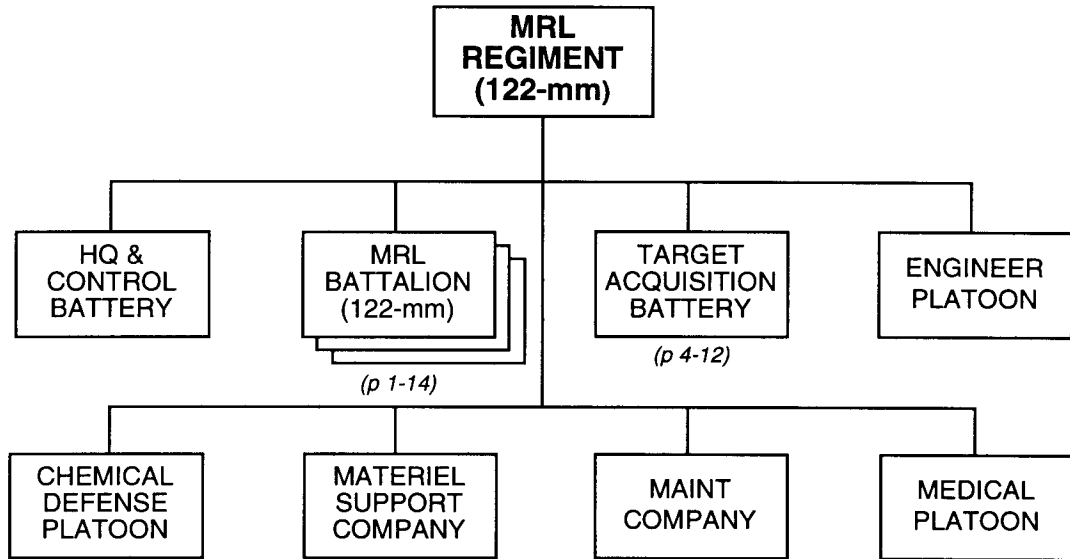 MRL
REGIMENT
(122-mm)
HQ &
CONTROL
BATTERY
MRL
BATTALION
(122-mm)
(p 1-14)
TARGET
ACQUISITION
BATTERY
(p 4-12)
ENGINEER
PLATOON
CHEMICAL
DEFENSE
PLATOON
MATERIEL
SUPPORT
COMPANY
MAINT
COMPANY
MEDICAL
PLATOON